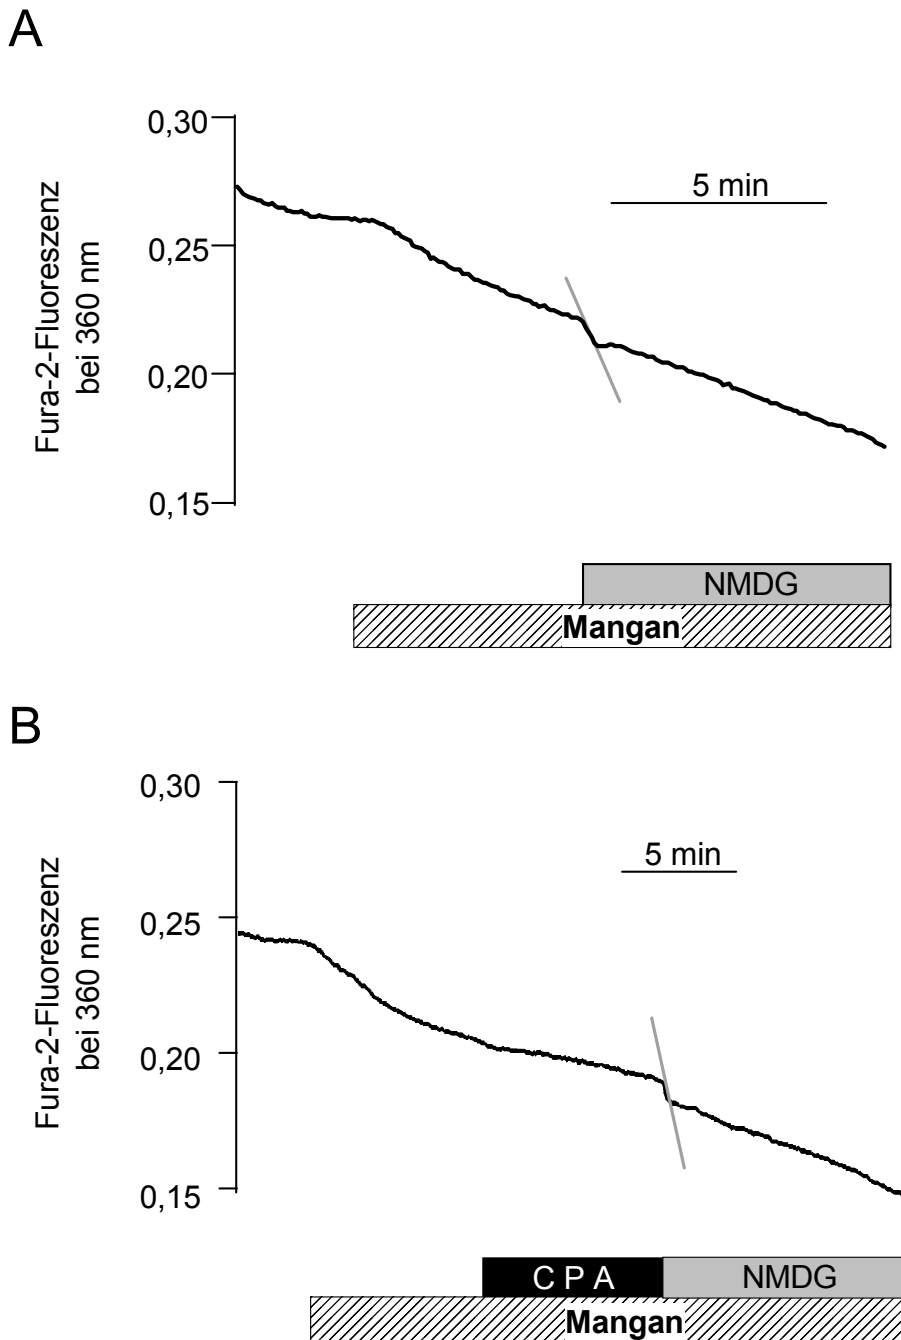 A
0,30
0,25
0,20
0,15
Fura-2-Fluoreszenz
bei 360 nm
5 min
NMDG
Mangan
B
0,30
0,25
0,20
0,15
Fura-2-Fluoreszenz
bei 360 nm
5 min
C P A
NMDG
Mangan